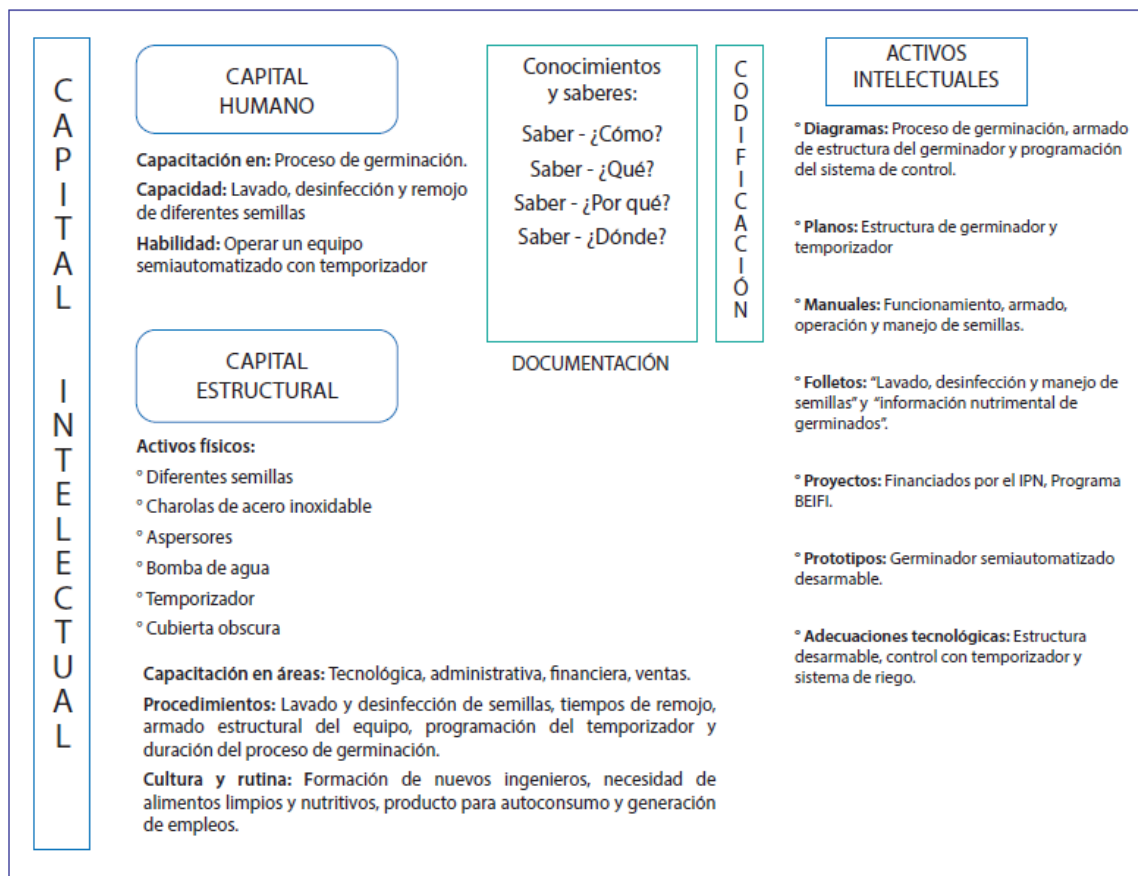 CAPITAL INTELECTUAL
CAPITAL
HUMANO
Capacitación en: Proceso de germinación.
Capacidad: Lavado, desinfección y remojo
de diferentes semillas
Habilidad: Operar un equipo
semiautomatizado con temporizador
CAPITAL
ESTRUCTURAL
Activos físicos:
° Diferentes semillas
° Charolas de acero inoxidable
° Aspersores
° Bomba de agua
° Temporizador
° Cubierta obscura
Capacitación en áreas: Tecnológica, administrativa, financiera, ventas.
Procedimientos: Lavado y desinfección de semillas, tiempos de remojo,
armado estructural del equipo, programación del temporizador y
duración del proceso de germinación.
Cultura y rutina: Formación de nuevos ingenieros, necesidad de
alimentos limpios y nutritivos, producto para autoconsumo y generación
de empleos.
Conocimientos
y saberes:
Saber - ¿Cómo?
Saber - ¿Qué?
Saber - ¿Por qué?
Saber - ¿Dónde?
DOCUMENTACIÓN
CODIFICACIÓN
ACTIVOS
INTELECTUALES
° Diagramas: Proceso de germinación, armado
de estructura del germinador y programación
del sistema de control.
° Planos: Estructura de germinador y
temporizador
° Manuales: Funcionamiento, armado,
operación y manejo de semillas.
° Folletos: “Lavado, desinfección y manejo de
semillas” y “información nutrimental de
germinados”.
° Proyectos: Financiados por el IPN, Programa
BEIFI.
° Prototipos: Germinador semiautomatizado
desarmable.
° Adecuaciones tecnológicas: Estructura
desarmable, control con temporizador y
sistema de riego.